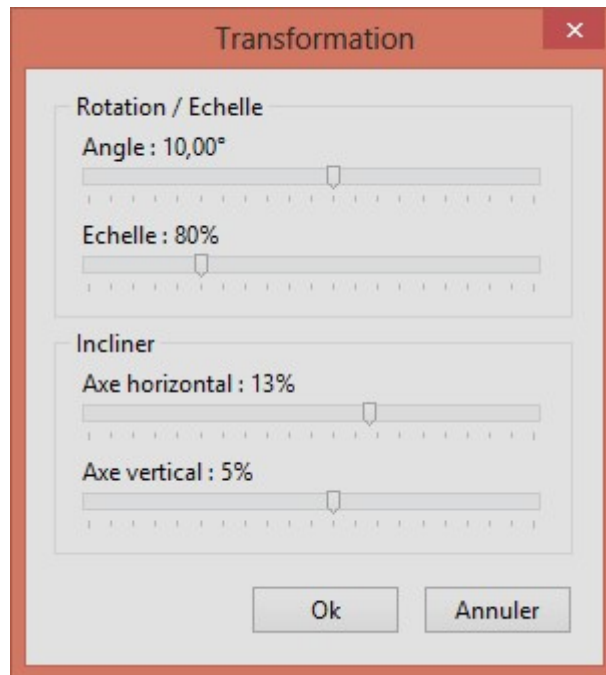 Transformation
Rotation / Echelle
Angle : 10,00°
Echelle : 80%
Incliner
Axe horizontal : 13%
Axe vertical : 5%
Ok Annuler